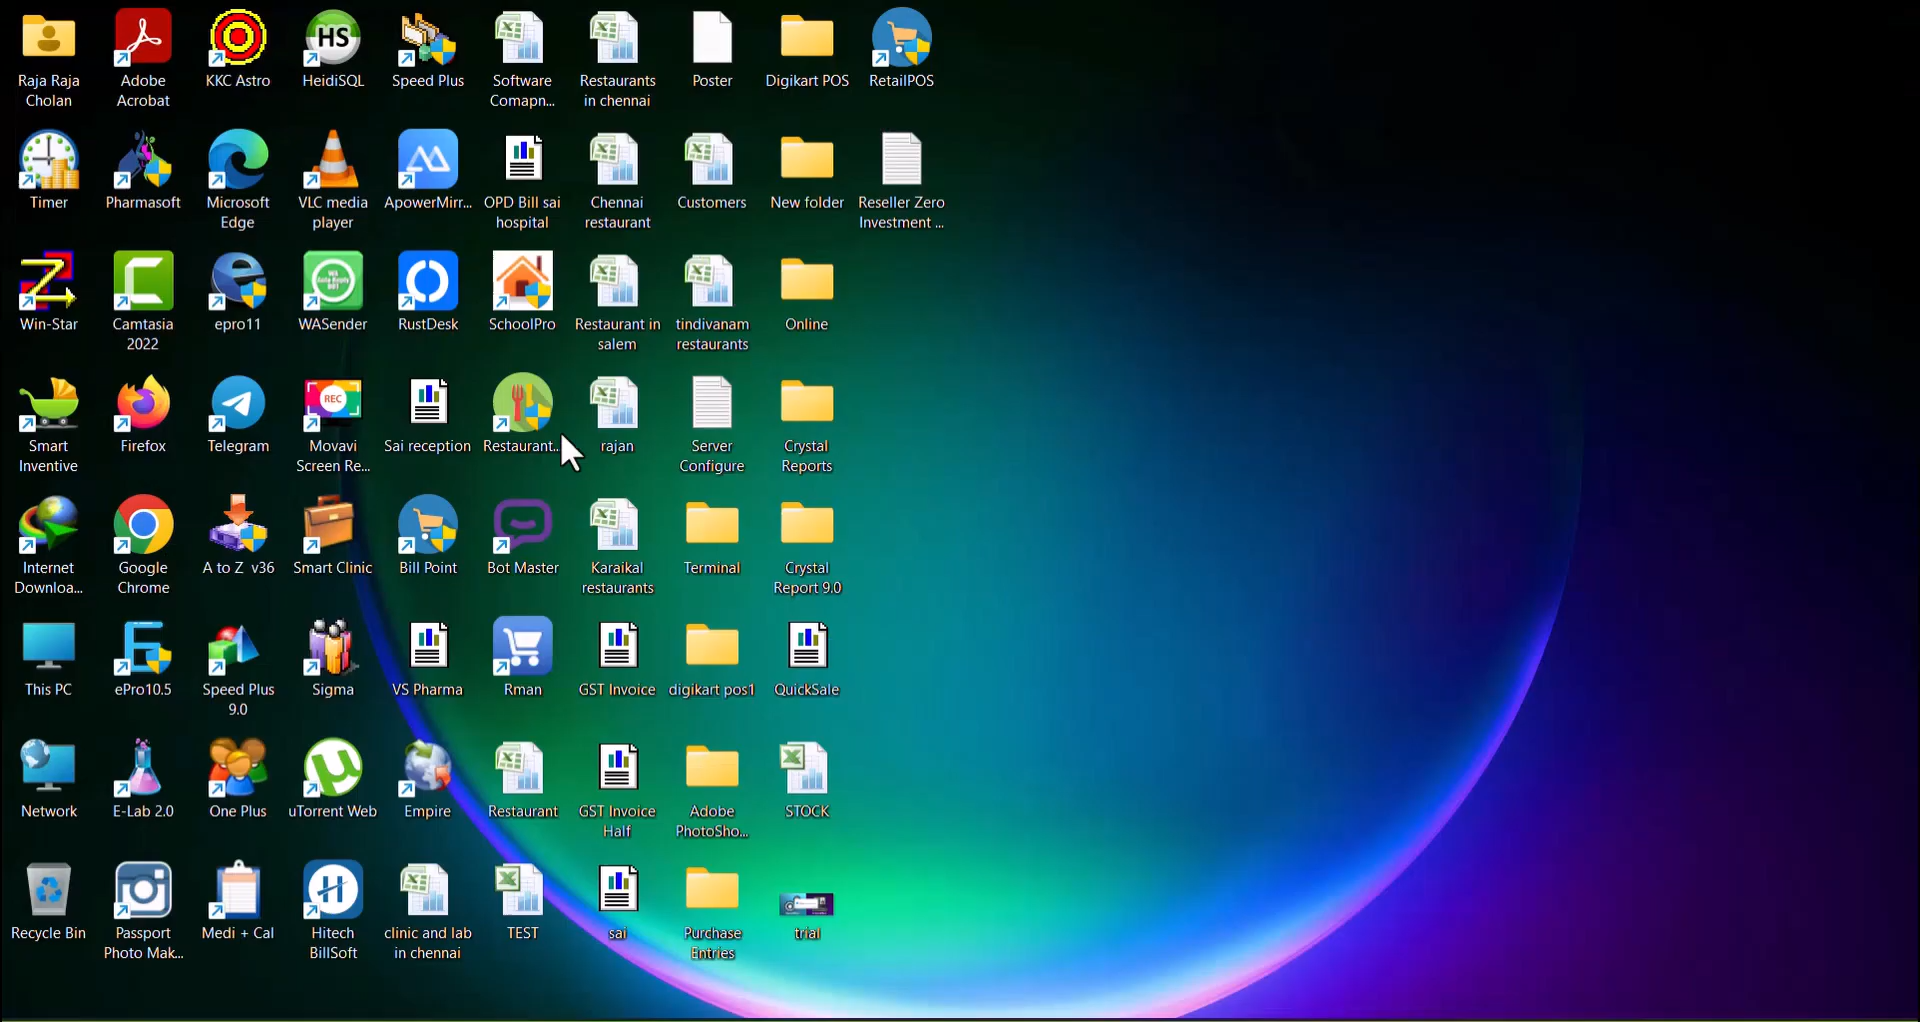 Raja Raja
Cholan
Adobe
Acrobat
KKC Astro
HS
HeidiSQL
Speed Plus
Software
Comapn...
Restaurants
in chennai
Poster
Digikart POS
RetailPOS
Timer
Pharmasoft
Microsoft
Edge
VLC media
player
ApowerMirr...
OPD Bill sai
hospital
Chennai
restaurant
Customers
New folder
Reseller Zero
Investment ...
Win-Star
Camtasia
2022
epro11
WASender
RustDesk
SchoolPro
Restaurant in
salem
tindivanam
restaurants
Online
Smart
Inventive
Firefox
Telegram
REC
Movavi
Screen Re...
Sai reception
Restaurant...
rajan
Server
Configure
Crystal
Reports
Internet
Downloa...
Google
Chrome
A to Z v36
Smart Clinic
Bill Point
Bot Master
Karaikal
restaurants
Terminal
Crystal
Report 9.0
This PC
ePro10.5
Speed Plus
9.0
Sigma
VS Pharma
Rman
GST Invoice
digikart pos1
QuickSale
Network
E-Lab 2.0
One Plus
uTorrent Web
Empire
Restaurant
GST Invoice
Half
Adobe
PhotoSho...
STOCK
Recycle Bin
Passport
Photo Mak...
Medi + Cal
Hitech
BillSoft
clinic and lab
in chennai
TEST
sai
Purchase
Entries
trial